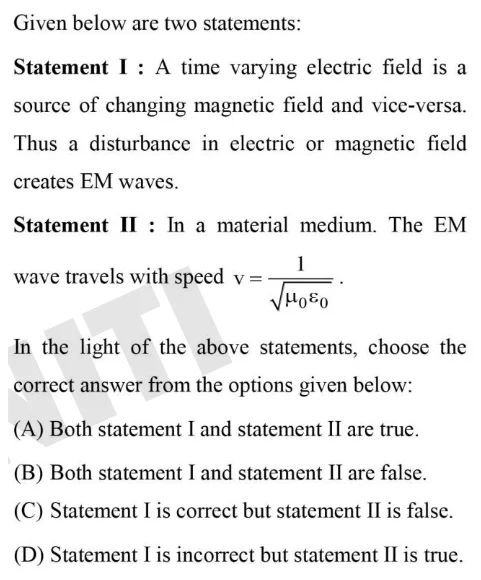 Given below are two statements:
Statement I : A time varying electric field is a
source of changing magnetic field and vice-versa.
Thus a disturbance in electric or magnetic field
creates EM waves.
Statement II : In a material medium. The EM
wave travels with speed v = 1/√μ₀ε₀ .
In the light of the above statements, choose the
correct answer from the options given below:
(A) Both statement I and statement II are true.
(B) Both statement I and statement II are false.
(C) Statement I is correct but statement II is false.
(D) Statement I is incorrect but statement II is true.